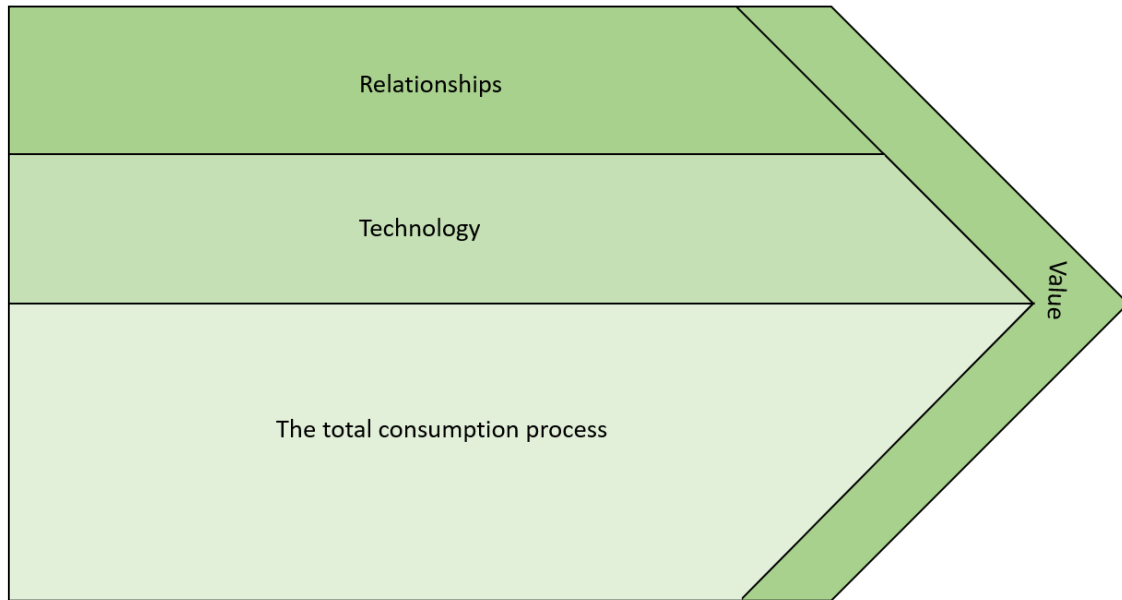 Relationships
Technology
Value
The total consumption process